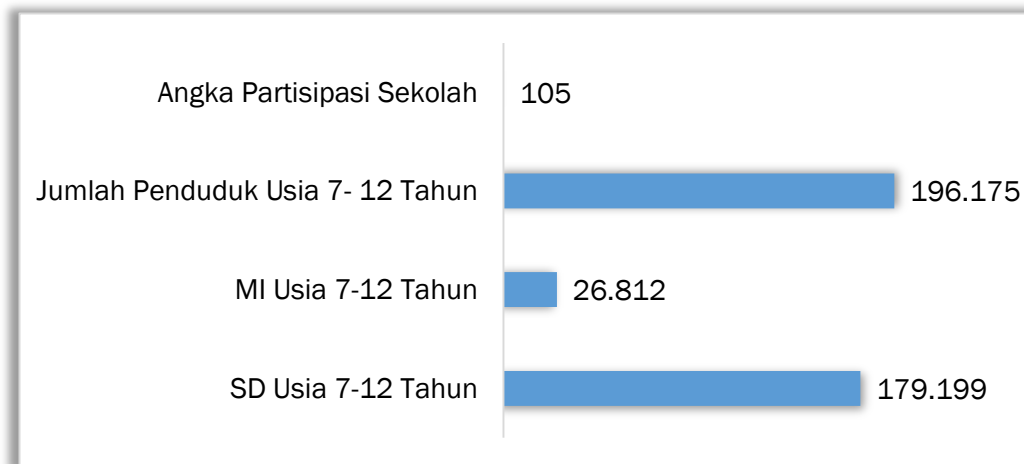 Angka Partisipasi Sekolah 105
Jumlah Penduduk Usia 7- 12 Tahun 196.175
MI Usia 7-12 Tahun 26.812
SD Usia 7-12 Tahun 179.199